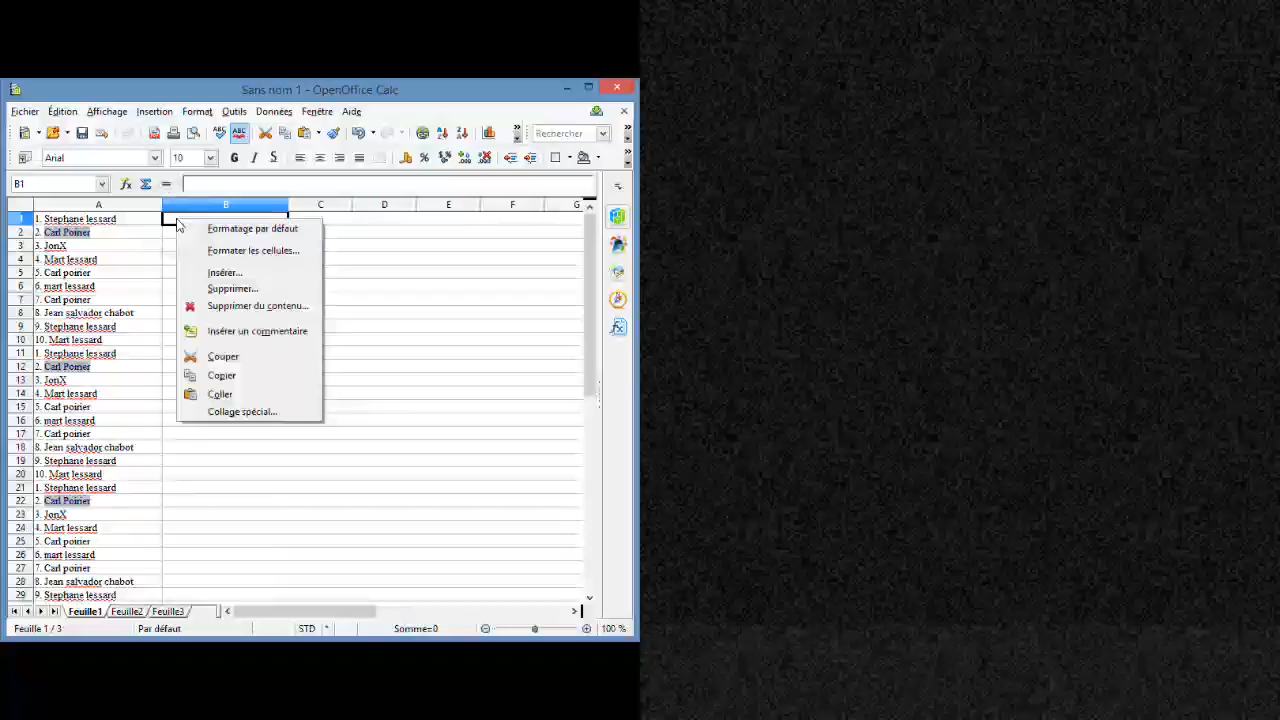 Sans nom 1 - OpenOffice Calc
Fichier Édition Affichage Insertion Format Outils Données Fenêtre Aide
Rechercher
Arial 10
B1
A B C D E F G
1 1. Stephane lessard
2 2. Carl Poirier
3 3. JonX
4 4. Mart lessard
5 5. Carl poirier
6 6. mart lessard
7 7. Carl poirier
8 8. Jean salvador chabot
9 9. Stephane lessard
10 10. Mart lessard
11 1. Stephane lessard
12 2. Carl Poirier
13 3. JonX
14 4. Mart lessard
15 5. Carl poirier
16 6. mart lessard
17 7. Carl poirier
18 8. Jean salvador chabot
19 9. Stephane lessard
20 10. Mart lessard
21 1. Stephane lessard
22 2. Carl Poirier
23 3. JonX
24 4. Mart lessard
25 5. Carl poirier
26 6. mart lessard
27 7. Carl poirier
28 8. Jean salvador chabot
29 9. Stephane lessard
Formatage par défaut
Formater les cellules...
Insérer...
Supprimer...
Supprimer du contenu...
Insérer un commentaire
Couper
Copier
Coller
Collage spécial...
Feuille1 Feuille2 Feuille3
Feuille 1 / 3 Par défaut STD * Somme=0 100 %